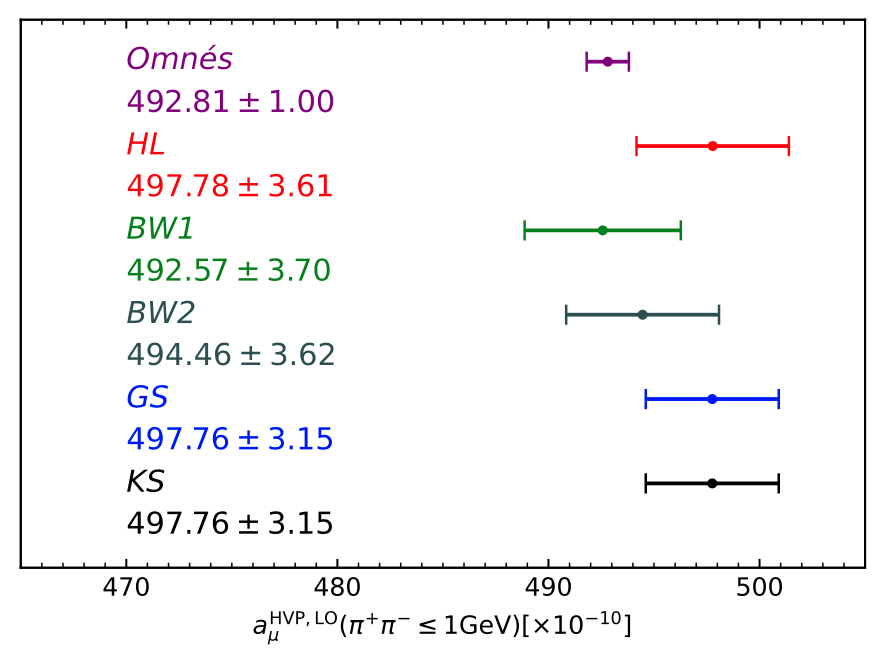 Omnés
492.81 ± 1.00
HL
497.78 ± 3.61
BW1
492.57 ± 3.70
BW2
494.46 ± 3.62
GS
497.76 ± 3.15
KS
497.76 ± 3.15
470 480 490 500
a_μ^{HVP, LO}(π⁺π⁻ ≤ 1GeV)[×10⁻¹⁰]